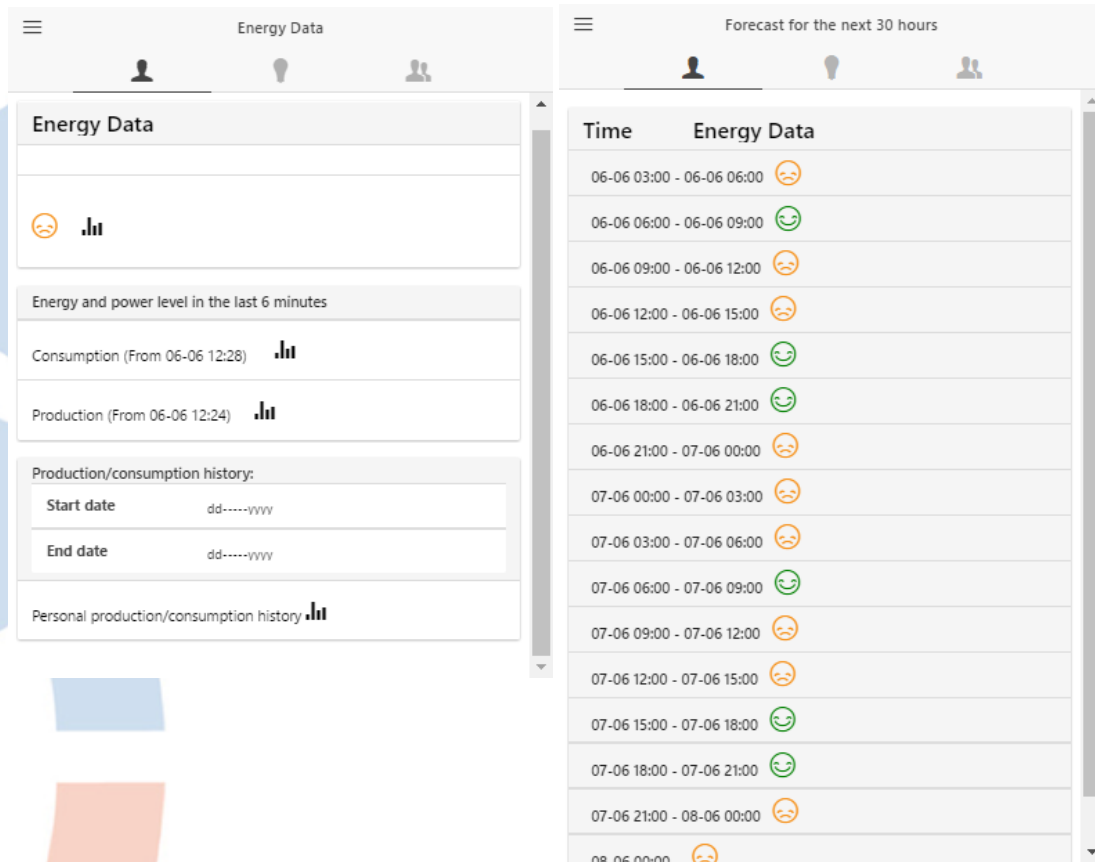 Energy Data
Energy Data
Energy and power level in the last 6 minutes
Consumption (From 06-06 12:28)
Production (From 06-06 12:24)
Production/consumption history:
Start date dd-----yyyy
End date dd-----yyyy
Personal production/consumption history
Forecast for the next 30 hours
Time Energy Data
06-06 03:00 - 06-06 06:00
06-06 06:00 - 06-06 09:00
06-06 09:00 - 06-06 12:00
06-06 12:00 - 06-06 15:00
06-06 15:00 - 06-06 18:00
06-06 18:00 - 06-06 21:00
06-06 21:00 - 07-06 00:00
07-06 00:00 - 07-06 03:00
07-06 03:00 - 07-06 06:00
07-06 06:00 - 07-06 09:00
07-06 09:00 - 07-06 12:00
07-06 12:00 - 07-06 15:00
07-06 15:00 - 07-06 18:00
07-06 18:00 - 07-06 21:00
07-06 21:00 - 08-06 00:00
08-06 00:00